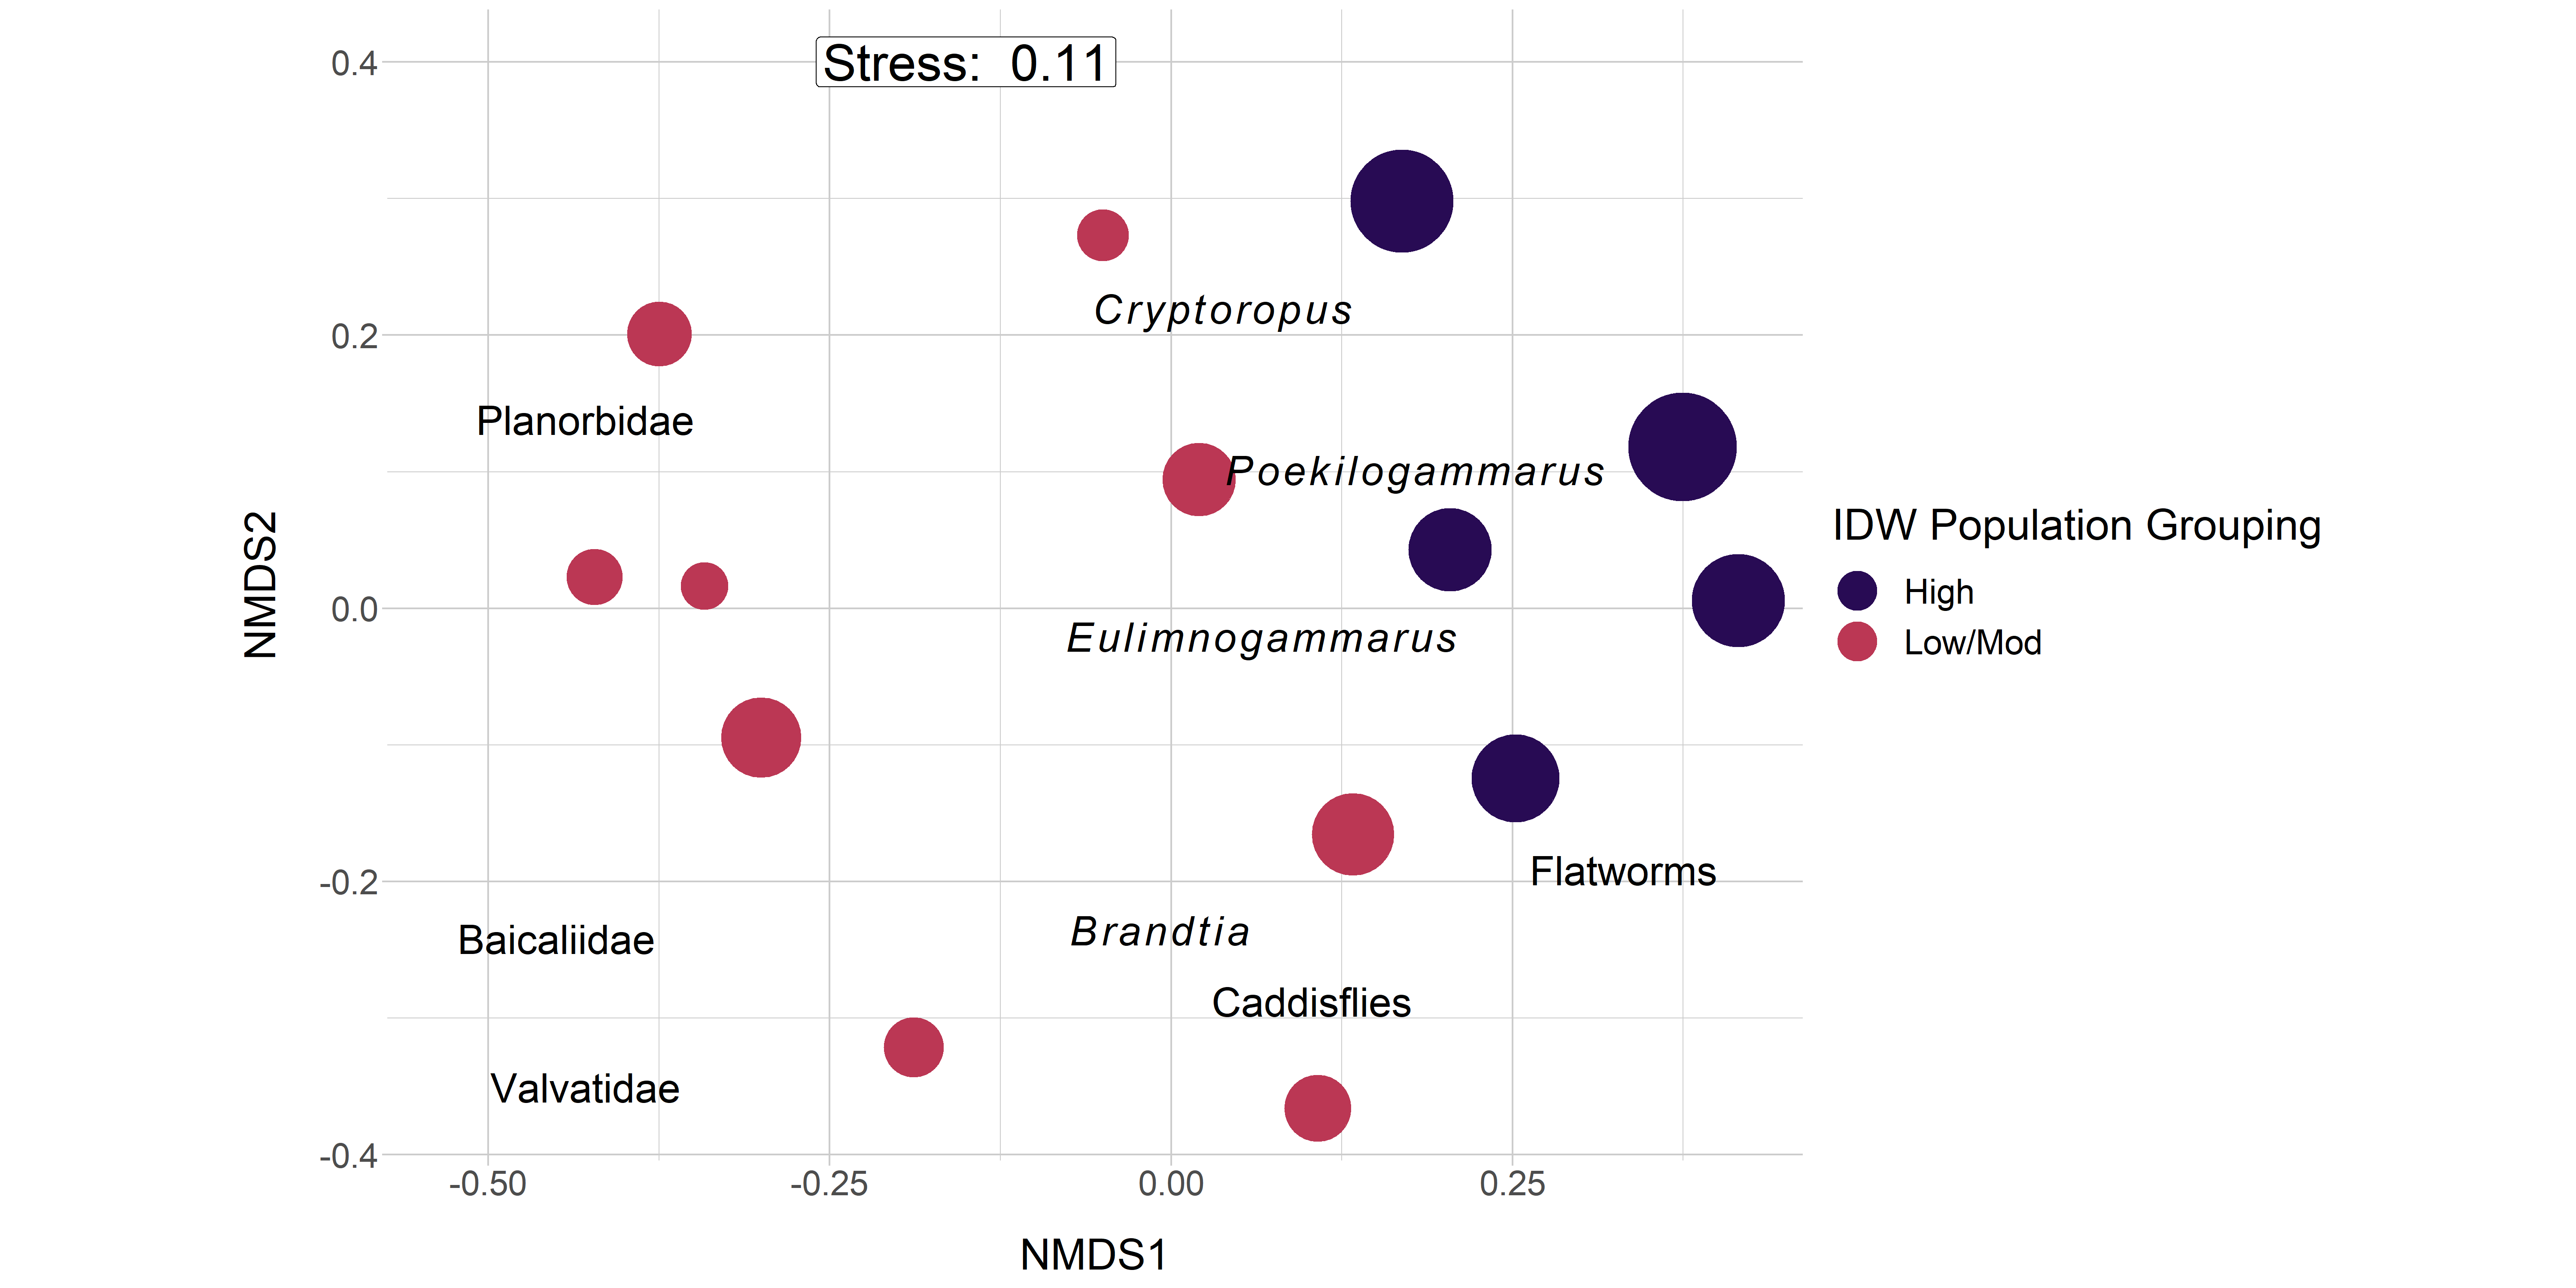 Stress:  0.11
0.4
0.2
0.0
-0.2
-0.4
NMDS2
Cryptoropus
Planorbidae
Poekilogammarus
Eulimnogammarus
Flatworms
Brandtia
Baicaliidae
Caddisflies
Valvatidae
-0.50
-0.25
0.00
0.25
NMDS1
IDW Population Grouping
High
Low/Mod